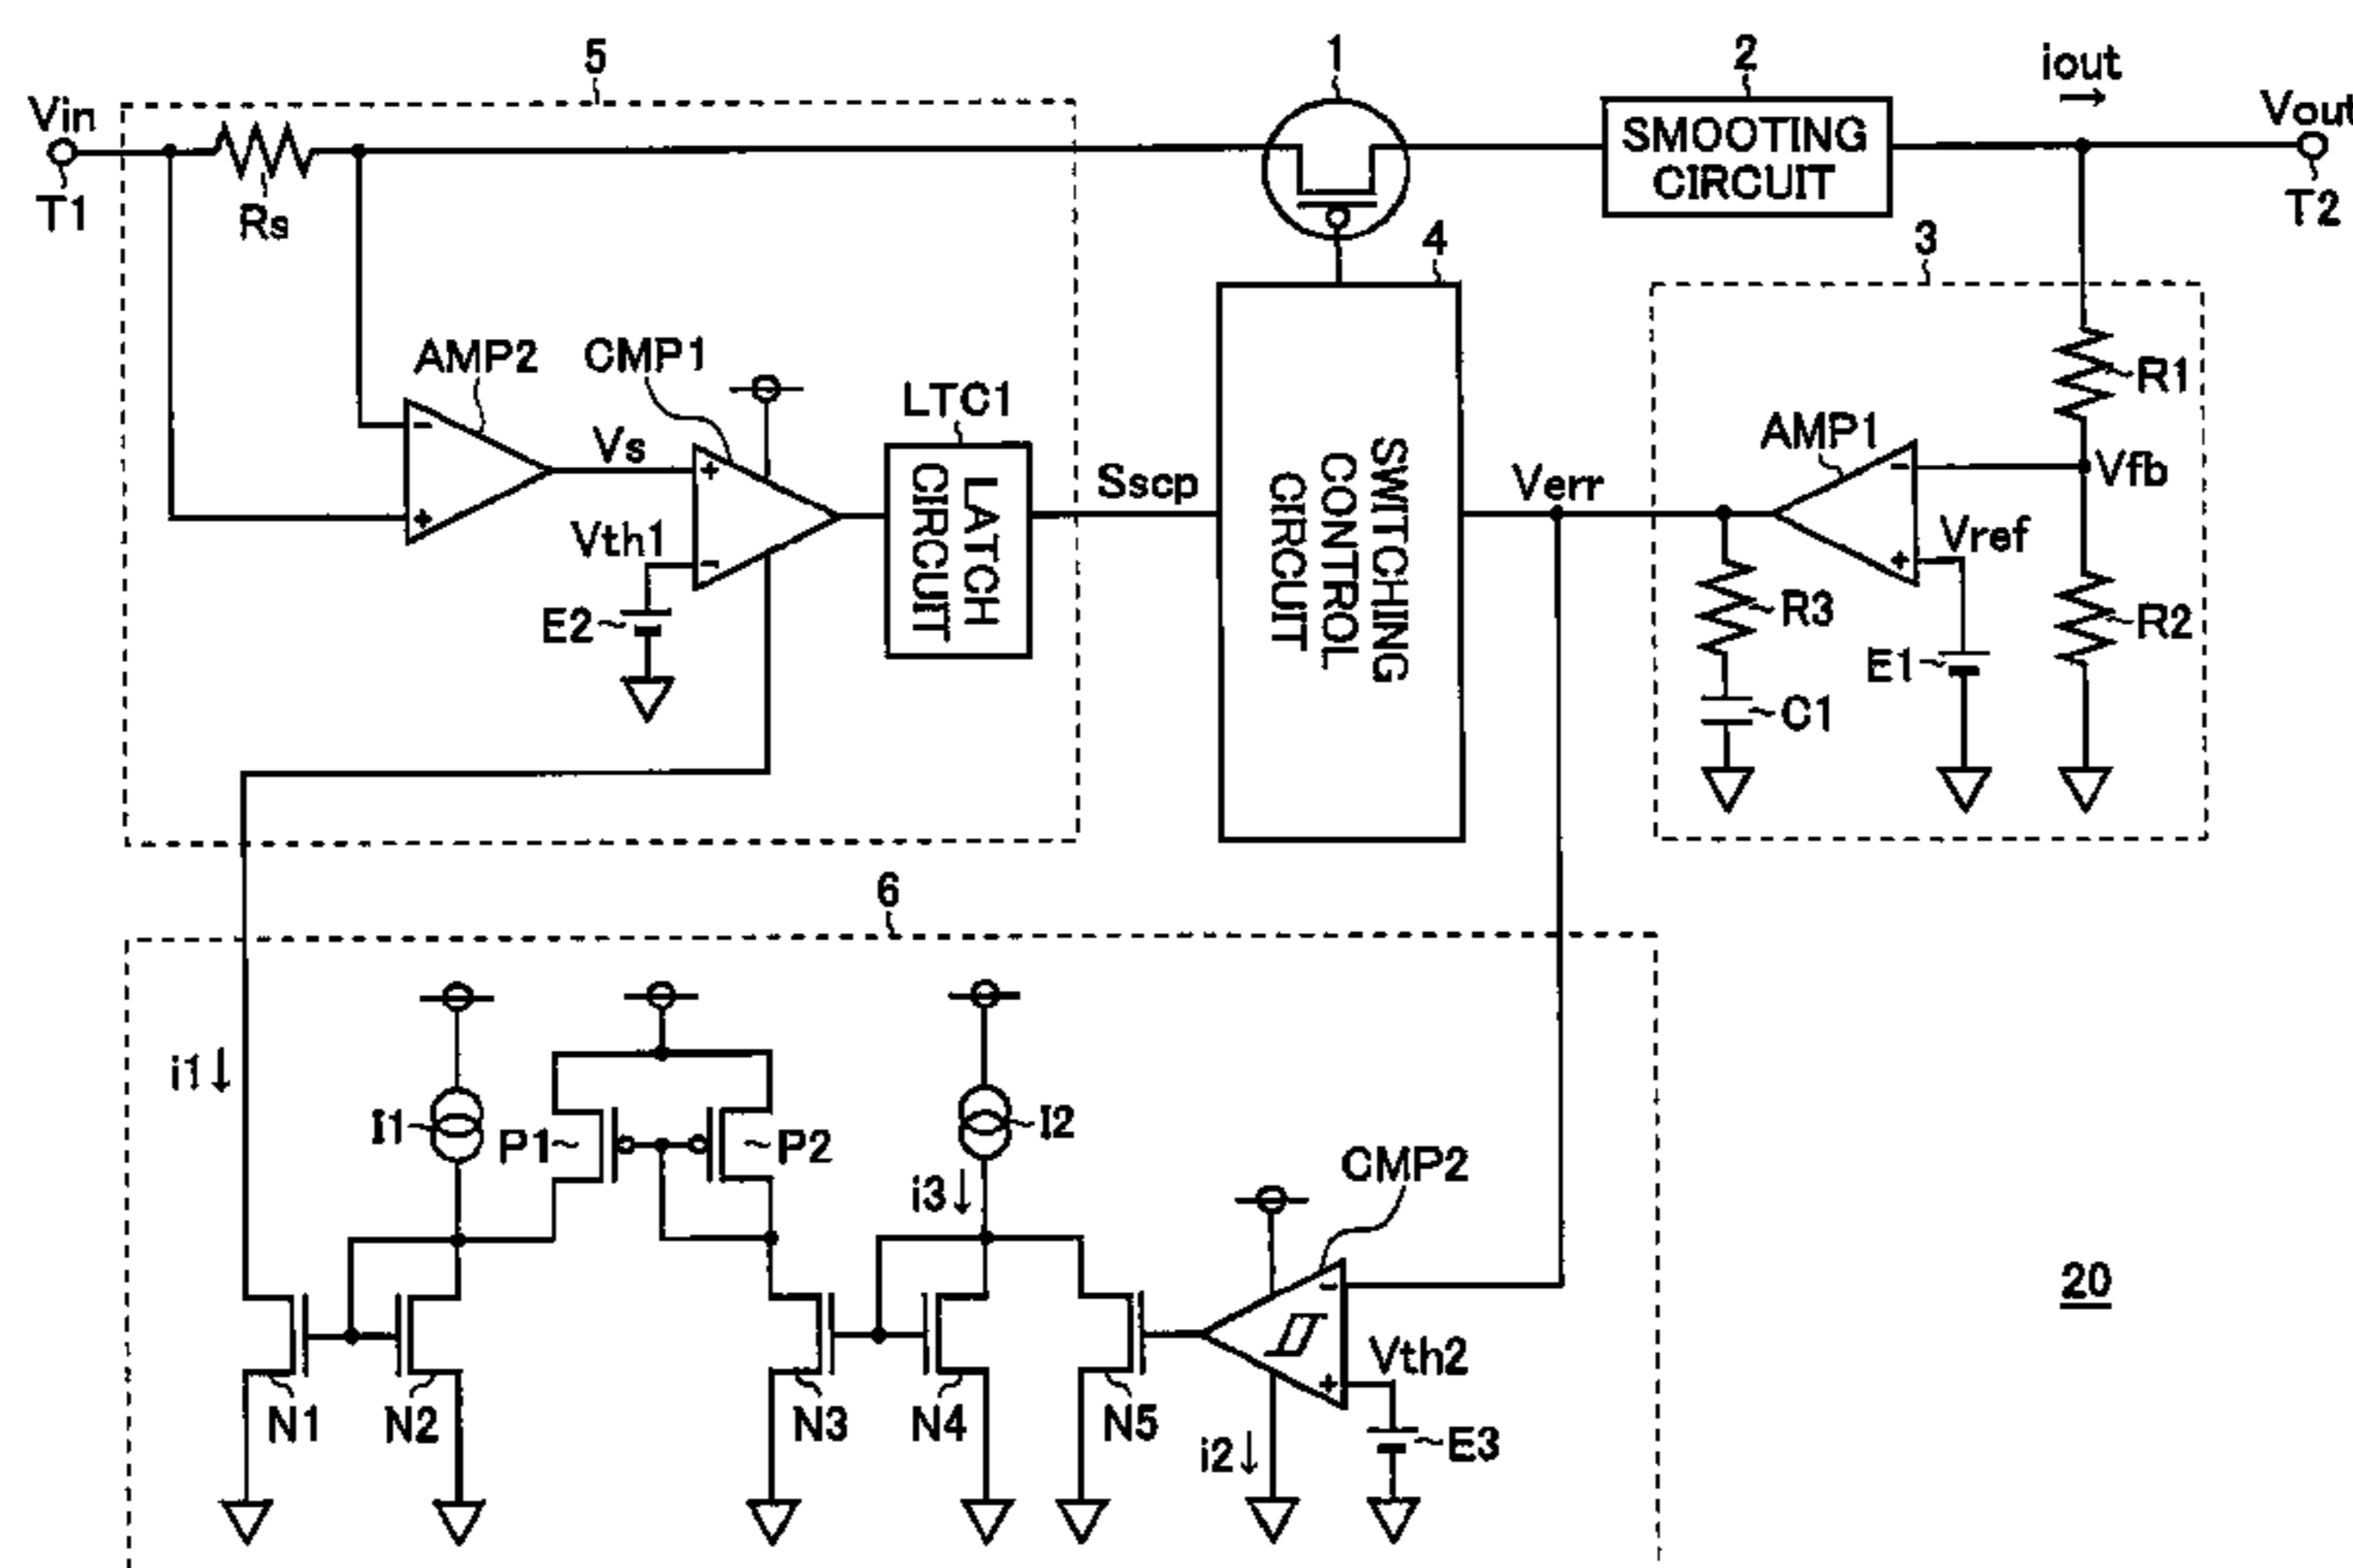 5
1
2
iout
Vin
Vout
SMOOTING
CIRCUIT
T1
Rs
T2
4
3
AMP2
CMP1
LTC1
R1
AMP1
Vs
Vfb
LATCH
CIRCUIT
Sscp
SWITCHING
CONTROL
CIRCUIT
Verr
Vth1
Vref
E2
R3
R2
E1
C1
6
i1
I1
P1
P2
I2
i3
CMP2
20
Vth2
N1
N2
N3
N4
N5
i2
E3